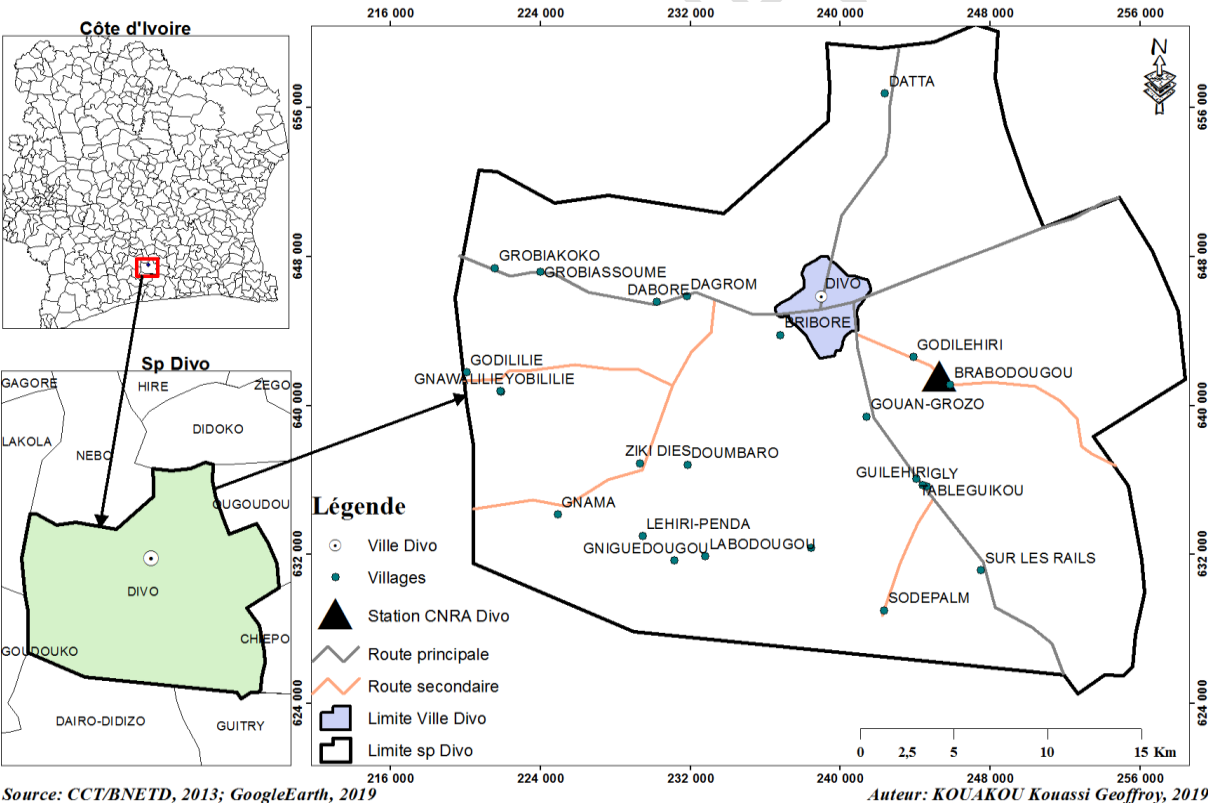 Côte d'Ivoire
Sp Divo
GAGORE
HIRE
ZEGO
DIDOKO
LAKOLA
NEBO
OUGOUDOU
DIVO
CHIEPO
GOUDOUKO
DAIRO-DIDIZO
GUITRY
216 000 224 000 232 000 240 000 248 000 256 000
656 000
648 000
640 000
632 000
624 000
N
DATTA
GROBIAKOKO
GROBIASSOUME
DABORE
DAGROM
DIVO
BRIBORE
GODILEHIRI
GODILILIE
BRABODOUGOU
GNAWALILIE
YOBILILIE
GOUAN-GROZO
ZIKI DIES
DOUMBARO
GUILEHIRI
GLY
TABLEGUIKOU
GNAMA
LEHIRI-PENDA
GNIGUEDOUGOU
LABODOUGOU
SUR LES RAILS
SODEPALM
Légende
Ville Divo
Villages
Station CNRA Divo
Route principale
Route secondaire
Limite Ville Divo
Limite sp Divo
0 2,5 5 10 15 Km
656 000
648 000
640 000
632 000
624 000
216 000 224 000 232 000 240 000 248 000 256 000
Source: CCT/BNETD, 2013; GoogleEarth, 2019
Auteur: KOUAKOU Kouassi Geoffroy, 2019